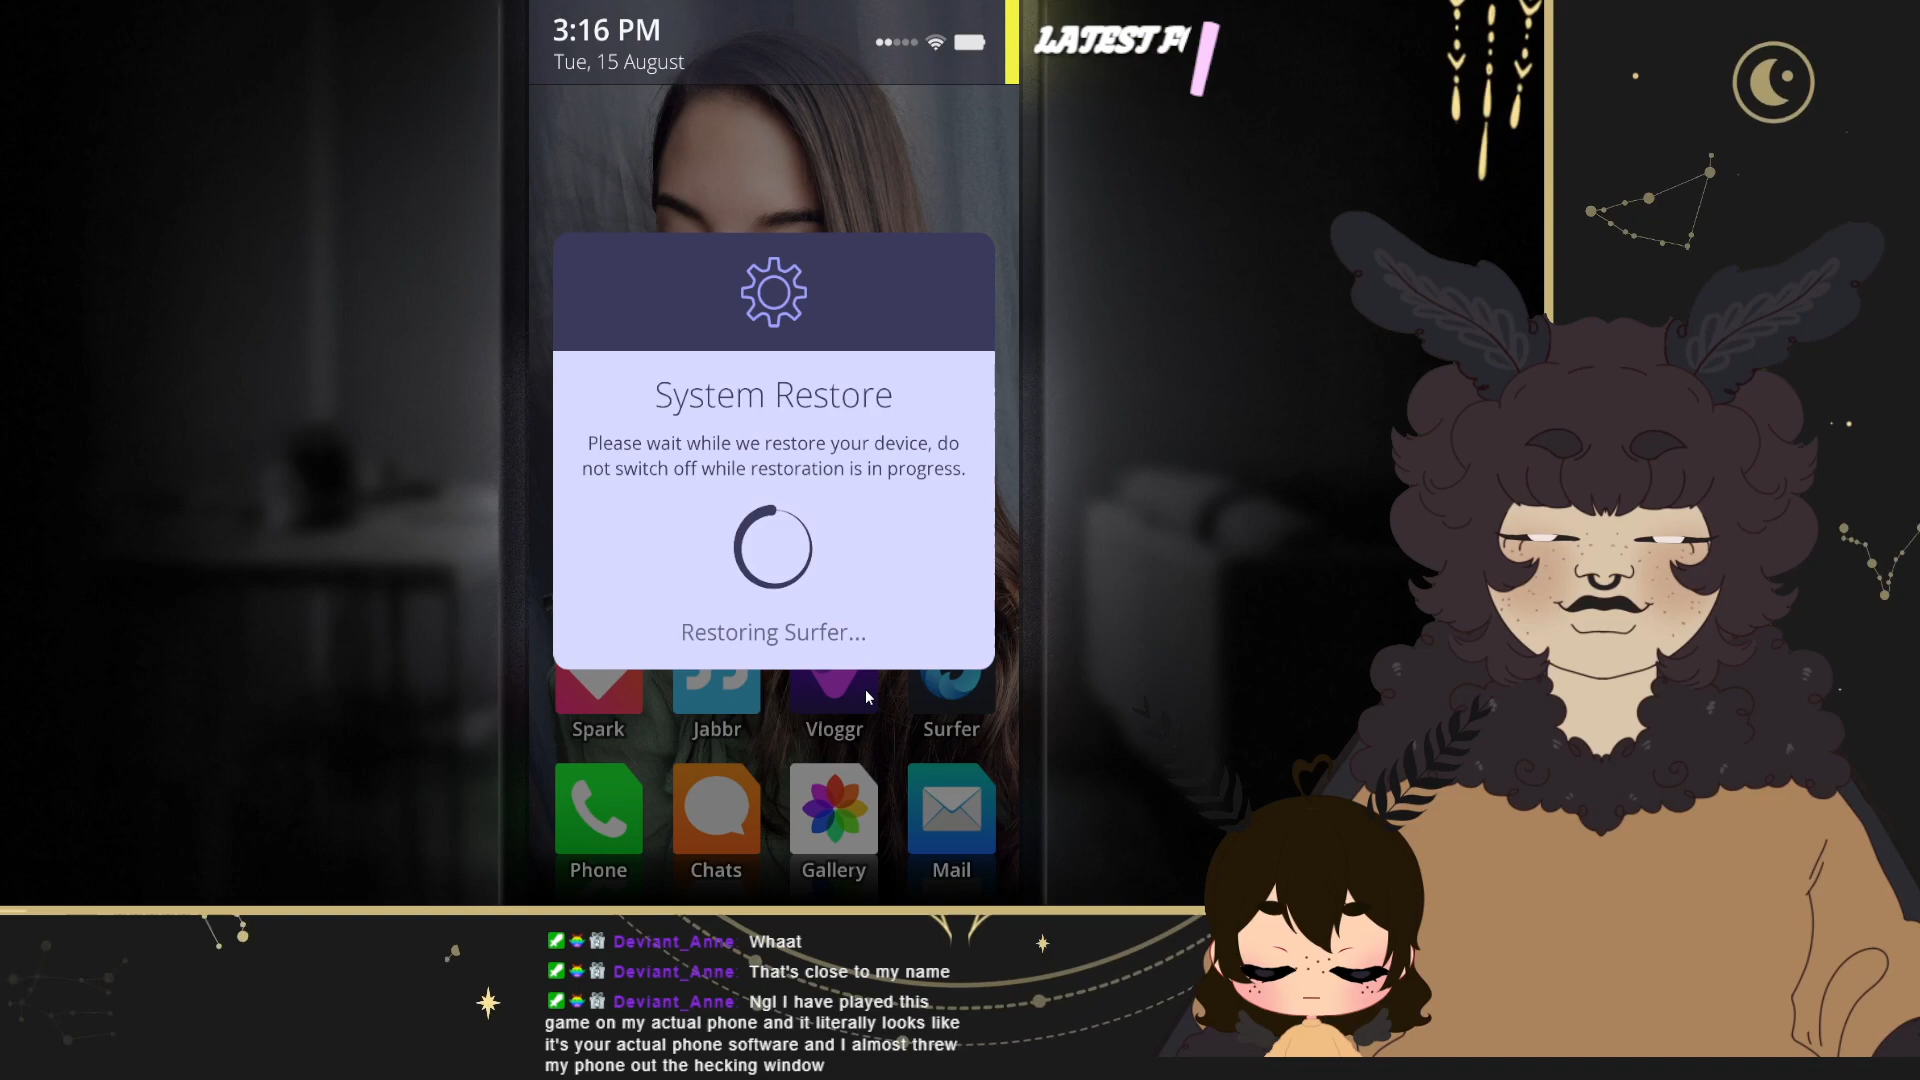 3:16 PM
Tue, 15 August
LATEST
System Restore
Please wait while we restore your device, do
not switch off while restoration is in progress.
Restoring Surfer...
Spark
Jabbr
Vloggr
Surfer
Phone
Chats
Gallery
Mail
Deviant_Anne: Whaat
Deviant_Anne: That's close to my name
Deviant_Anne: Ngl I have played this
game on my actual phone and it literally looks like
it's your actual phone software and I almost threw
my phone out the hecking window